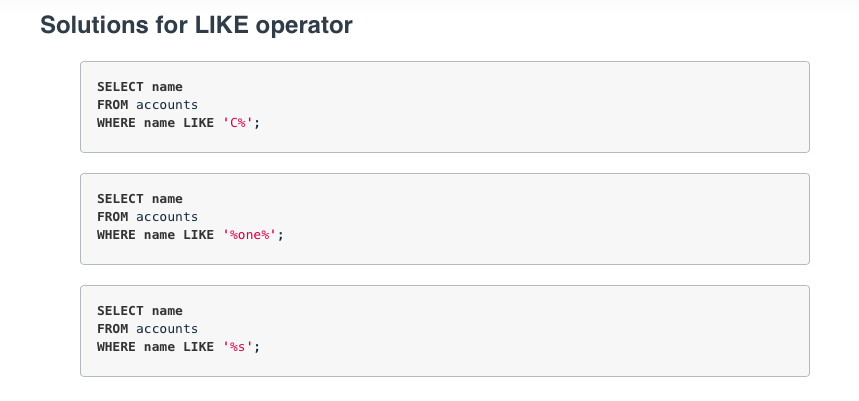 Solutions for LIKE operator
SELECT name
FROM accounts
WHERE name LIKE 'C%';
SELECT name
FROM accounts
WHERE name LIKE '%one%';
SELECT name
FROM accounts
WHERE name LIKE '%s';